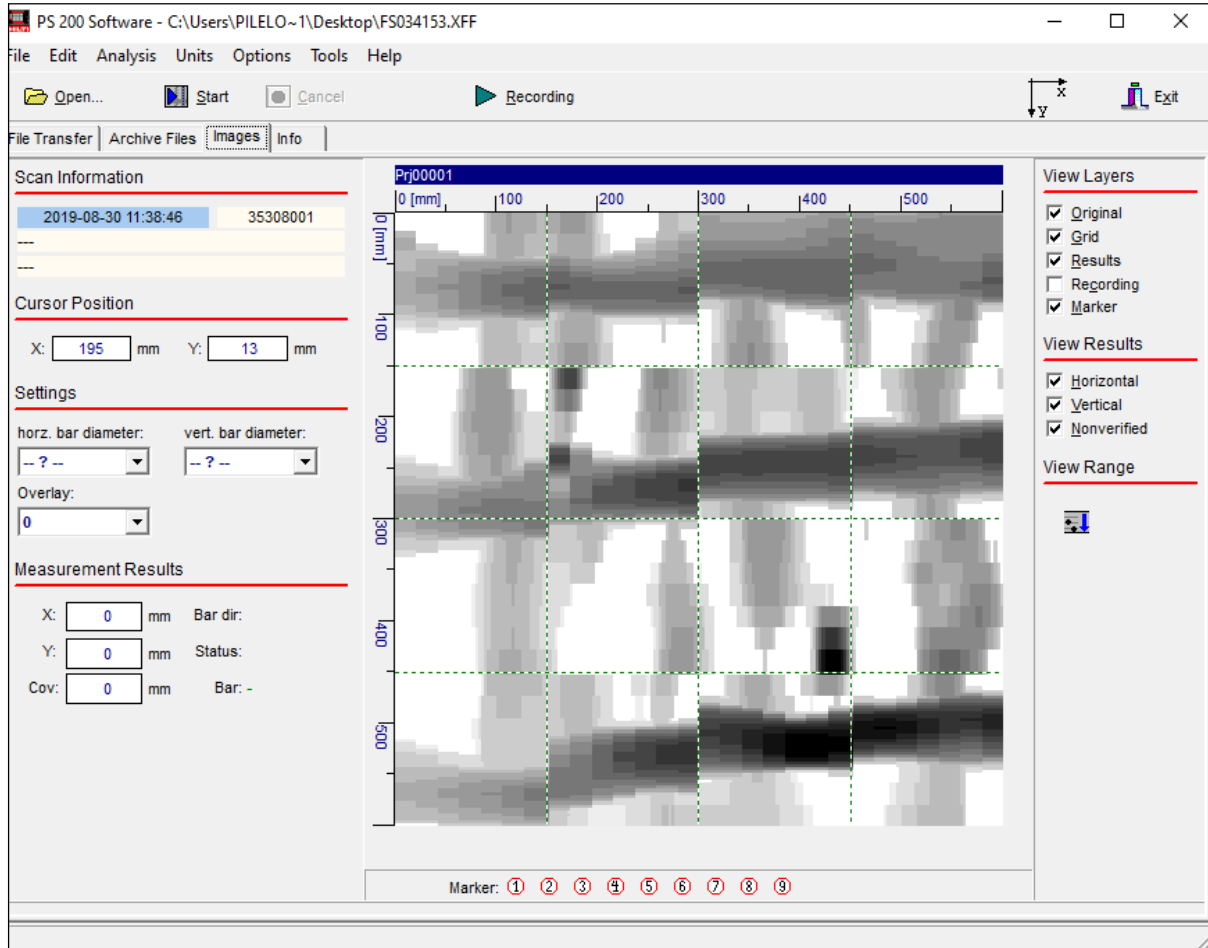 PS 200 Software - C:\Users\PILELO~1\Desktop\FS034153.XFF
File Edit Analysis Units Options Tools Help
Open... Start Cancel Recording X Y Exit
File Transfer Archive Files Images Info
Scan Information
2019-08-30 11:38:46 35308001
---
---
Cursor Position
X: 195 mm Y: 13 mm
Settings
horz. bar diameter: vert. bar diameter:
-- ? -- -- ? --
Overlay:
0
Measurement Results
X: 0 mm Bar dir:
Y: 0 mm Status:
Cov: 0 mm Bar: -
Prj00001
0 [mm] 100 200 300 400 500
0 [mm]
100
200
300
400
500
Marker: 1 2 3 4 5 6 7 8 9
View Layers
Original
Grid
Results
Recording
Marker
View Results
Horizontal
Vertical
Nonverified
View Range